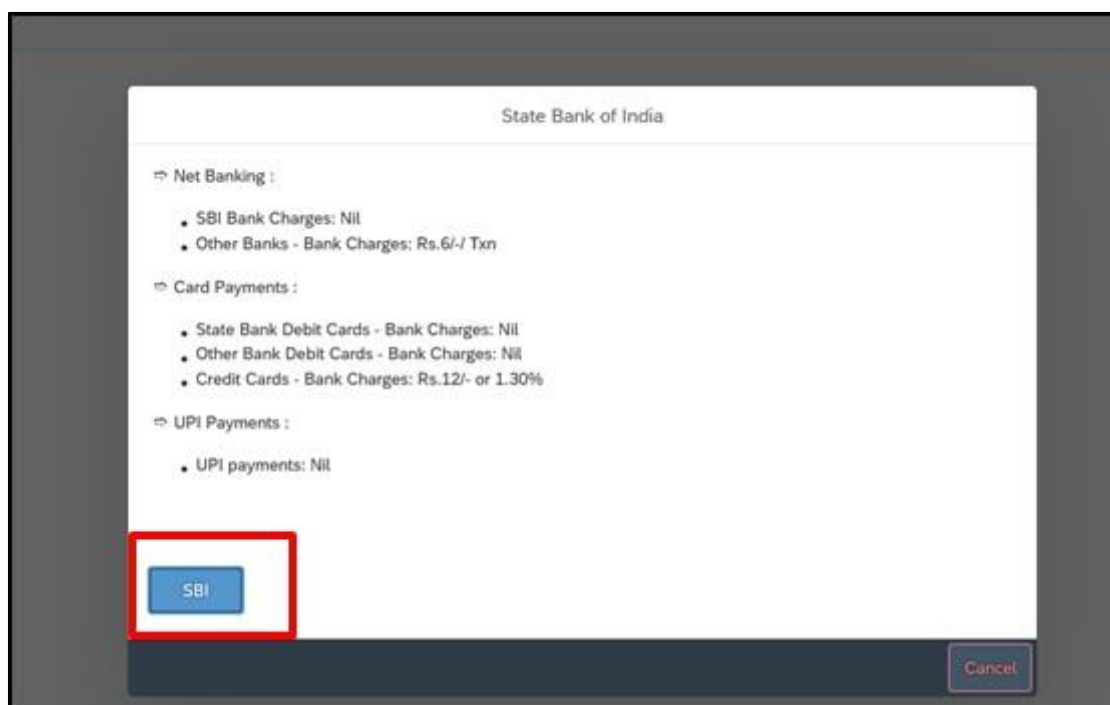 State Bank of India
⇨ Net Banking :
• SBI Bank Charges: Nil
• Other Banks - Bank Charges: Rs.6/-/ Txn
⇨ Card Payments :
• State Bank Debit Cards - Bank Charges: Nil
• Other Bank Debit Cards - Bank Charges: Nil
• Credit Cards - Bank Charges: Rs.12/- or 1.30%
⇨ UPI Payments :
• UPI payments: Nil
SBI
Cancel